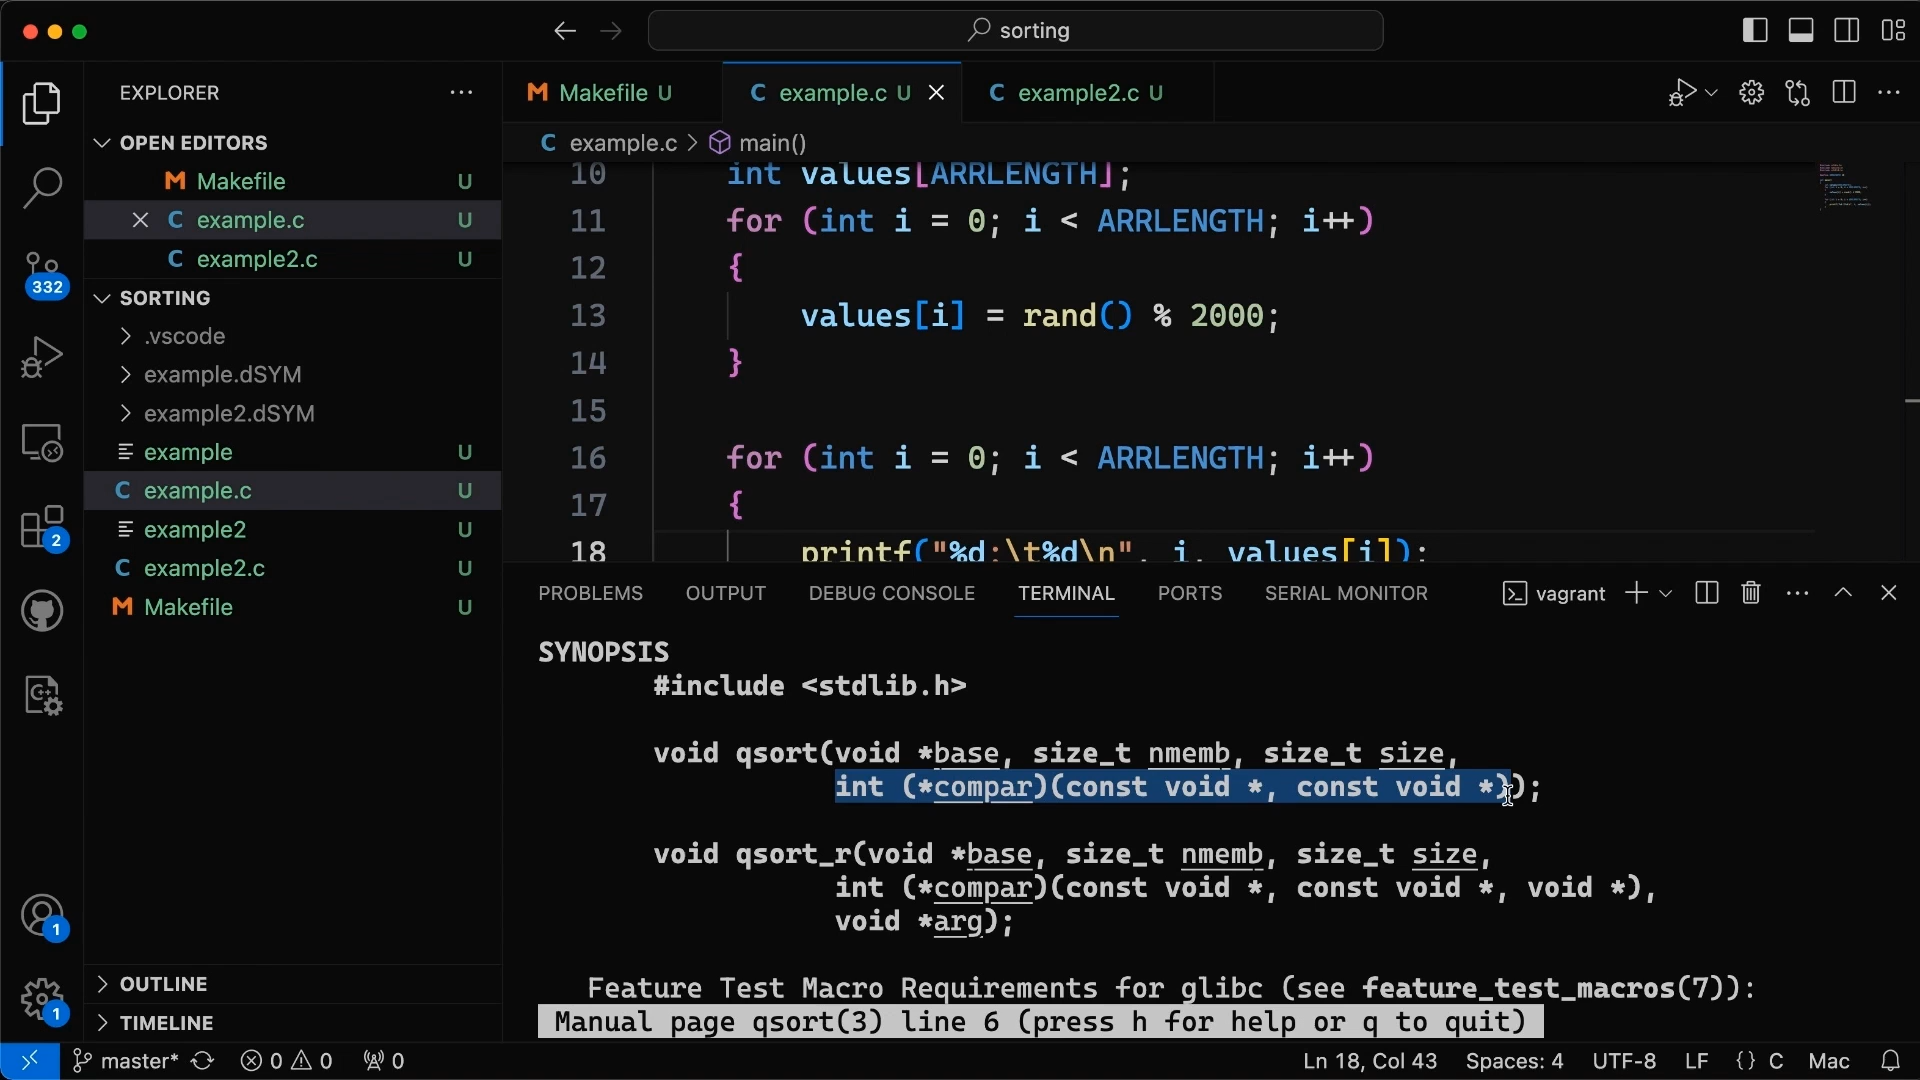 sorting
EXPLORER
OPEN EDITORS
Makefile U
example.c U
example2.c U
SORTING
.vscode
example.dSYM
example2.dSYM
example U
example.c U
example2 U
example2.c U
Makefile U
OUTLINE
TIMELINE
332
2
1
1
Makefile U
example.c U
example2.c U
C example.c > main()
10 int values[ARRLENGTH];
11 for (int i = 0; i < ARRLENGTH; i++)
12 {
13 values[i] = rand() % 2000;
14 }
15
16 for (int i = 0; i < ARRLENGTH; i++)
17 {
18 printf("%d:\t%d\n", i, values[i]);
PROBLEMS OUTPUT DEBUG CONSOLE TERMINAL PORTS SERIAL MONITOR vagrant
SYNOPSIS
#include <stdlib.h>
void qsort(void *base, size_t nmemb, size_t size,
int (*compar)(const void *, const void *));
void qsort_r(void *base, size_t nmemb, size_t size,
int (*compar)(const void *, const void *, void *),
void *arg);
Feature Test Macro Requirements for glibc (see feature_test_macros(7)):
Manual page qsort(3) line 6 (press h for help or q to quit)
master* 0 0 0 Ln 18, Col 43 Spaces: 4 UTF-8 LF {} C Mac